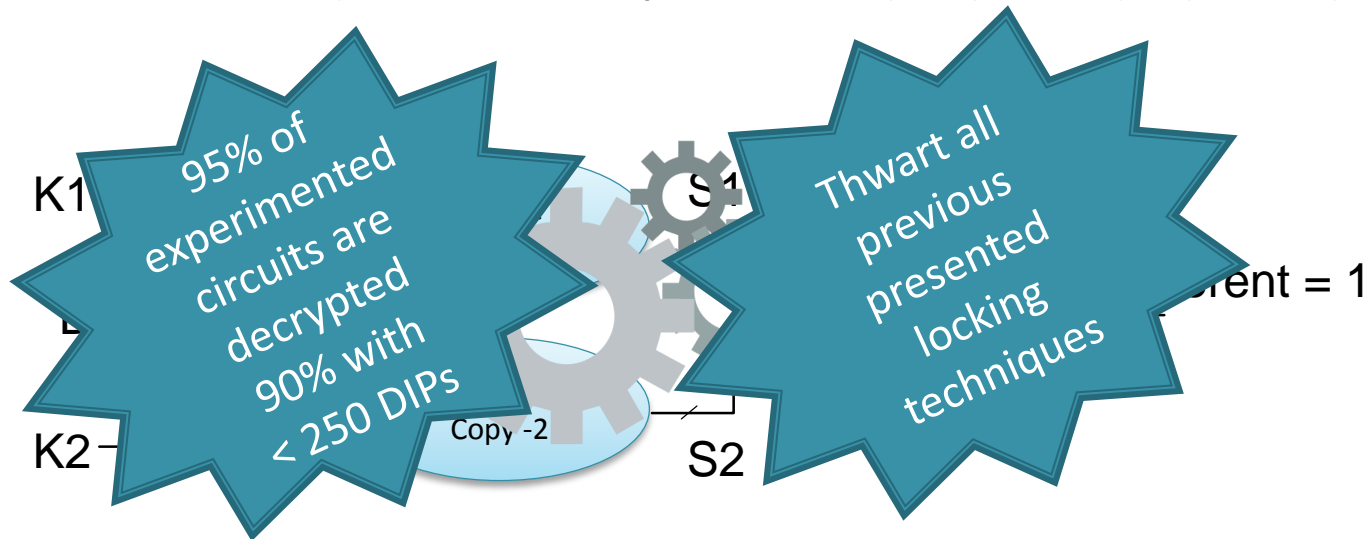 95% of
experimented
circuits are
decrypted
90% with
< 250 DIPs
Thwart all
previous
presented
locking
techniques
K1
S1
rent = 1
K2
Copy -2
S2